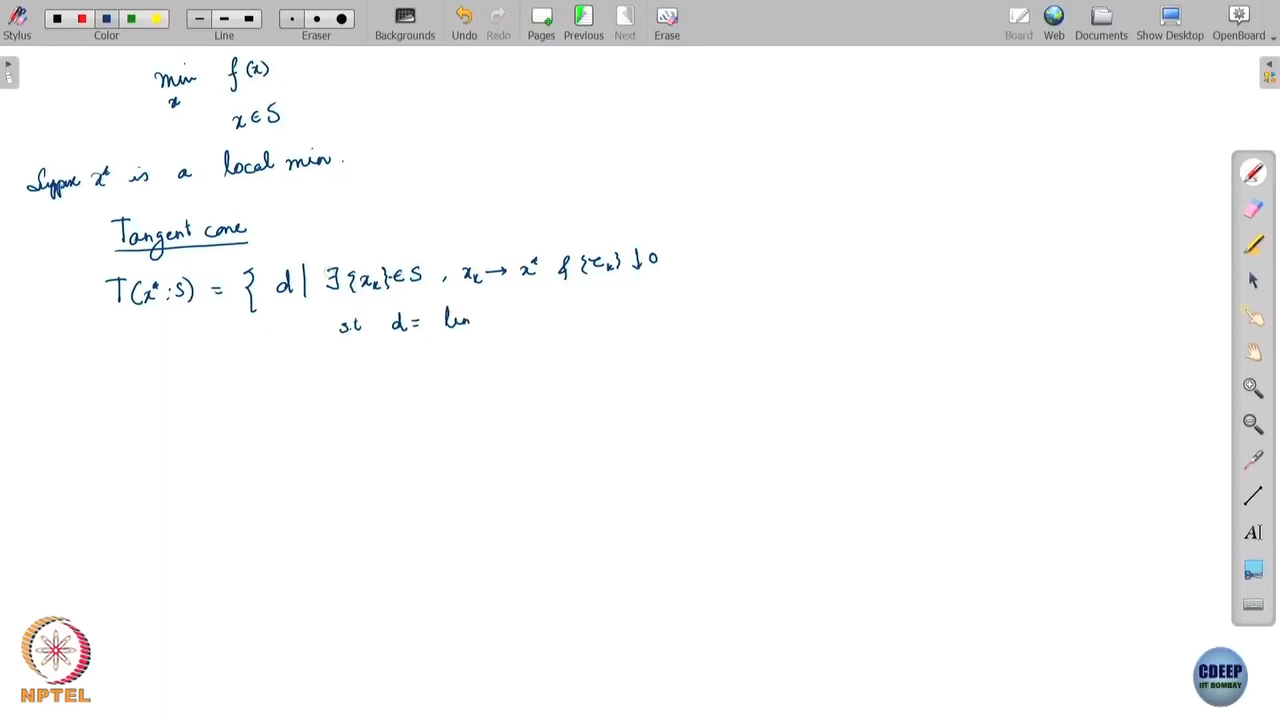 Stylus Color Line Eraser Backgrounds Undo Redo Pages Previous Next Erase Board Web Documents Show Desktop OpenBoard
min f(x)
x
x ∈ S
Suppose x* is a local min.
Tangent cone
T(x*; S) = { d | ∃ {x_k} ∈ S , x_k → x* & {τ_k} ↓ 0
s.t d = lim
AI
NPTEL
CDEEP
IIT BOMBAY